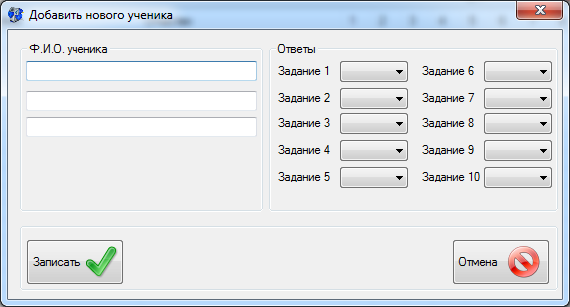 Добавить нового ученика
Ф.И.О. ученика
Ответы
Задание 1
Задание 6
Задание 2
Задание 7
Задание 3
Задание 8
Задание 4
Задание 9
Задание 5
Задание 10
Записать
Отмена